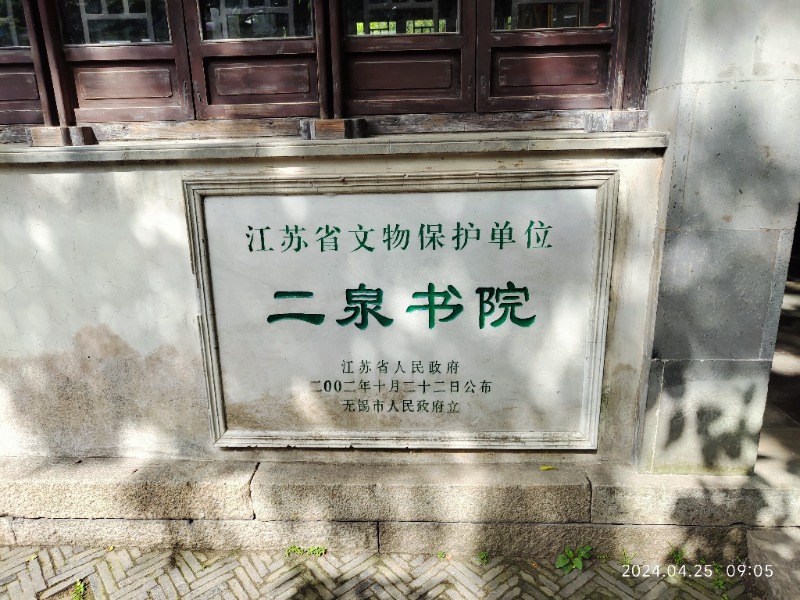 江苏省文物保护单位
二泉书院
江苏省人民政府
二00二年十月二十二日公布
无锡市人民政府立
2024.04.25 09:05